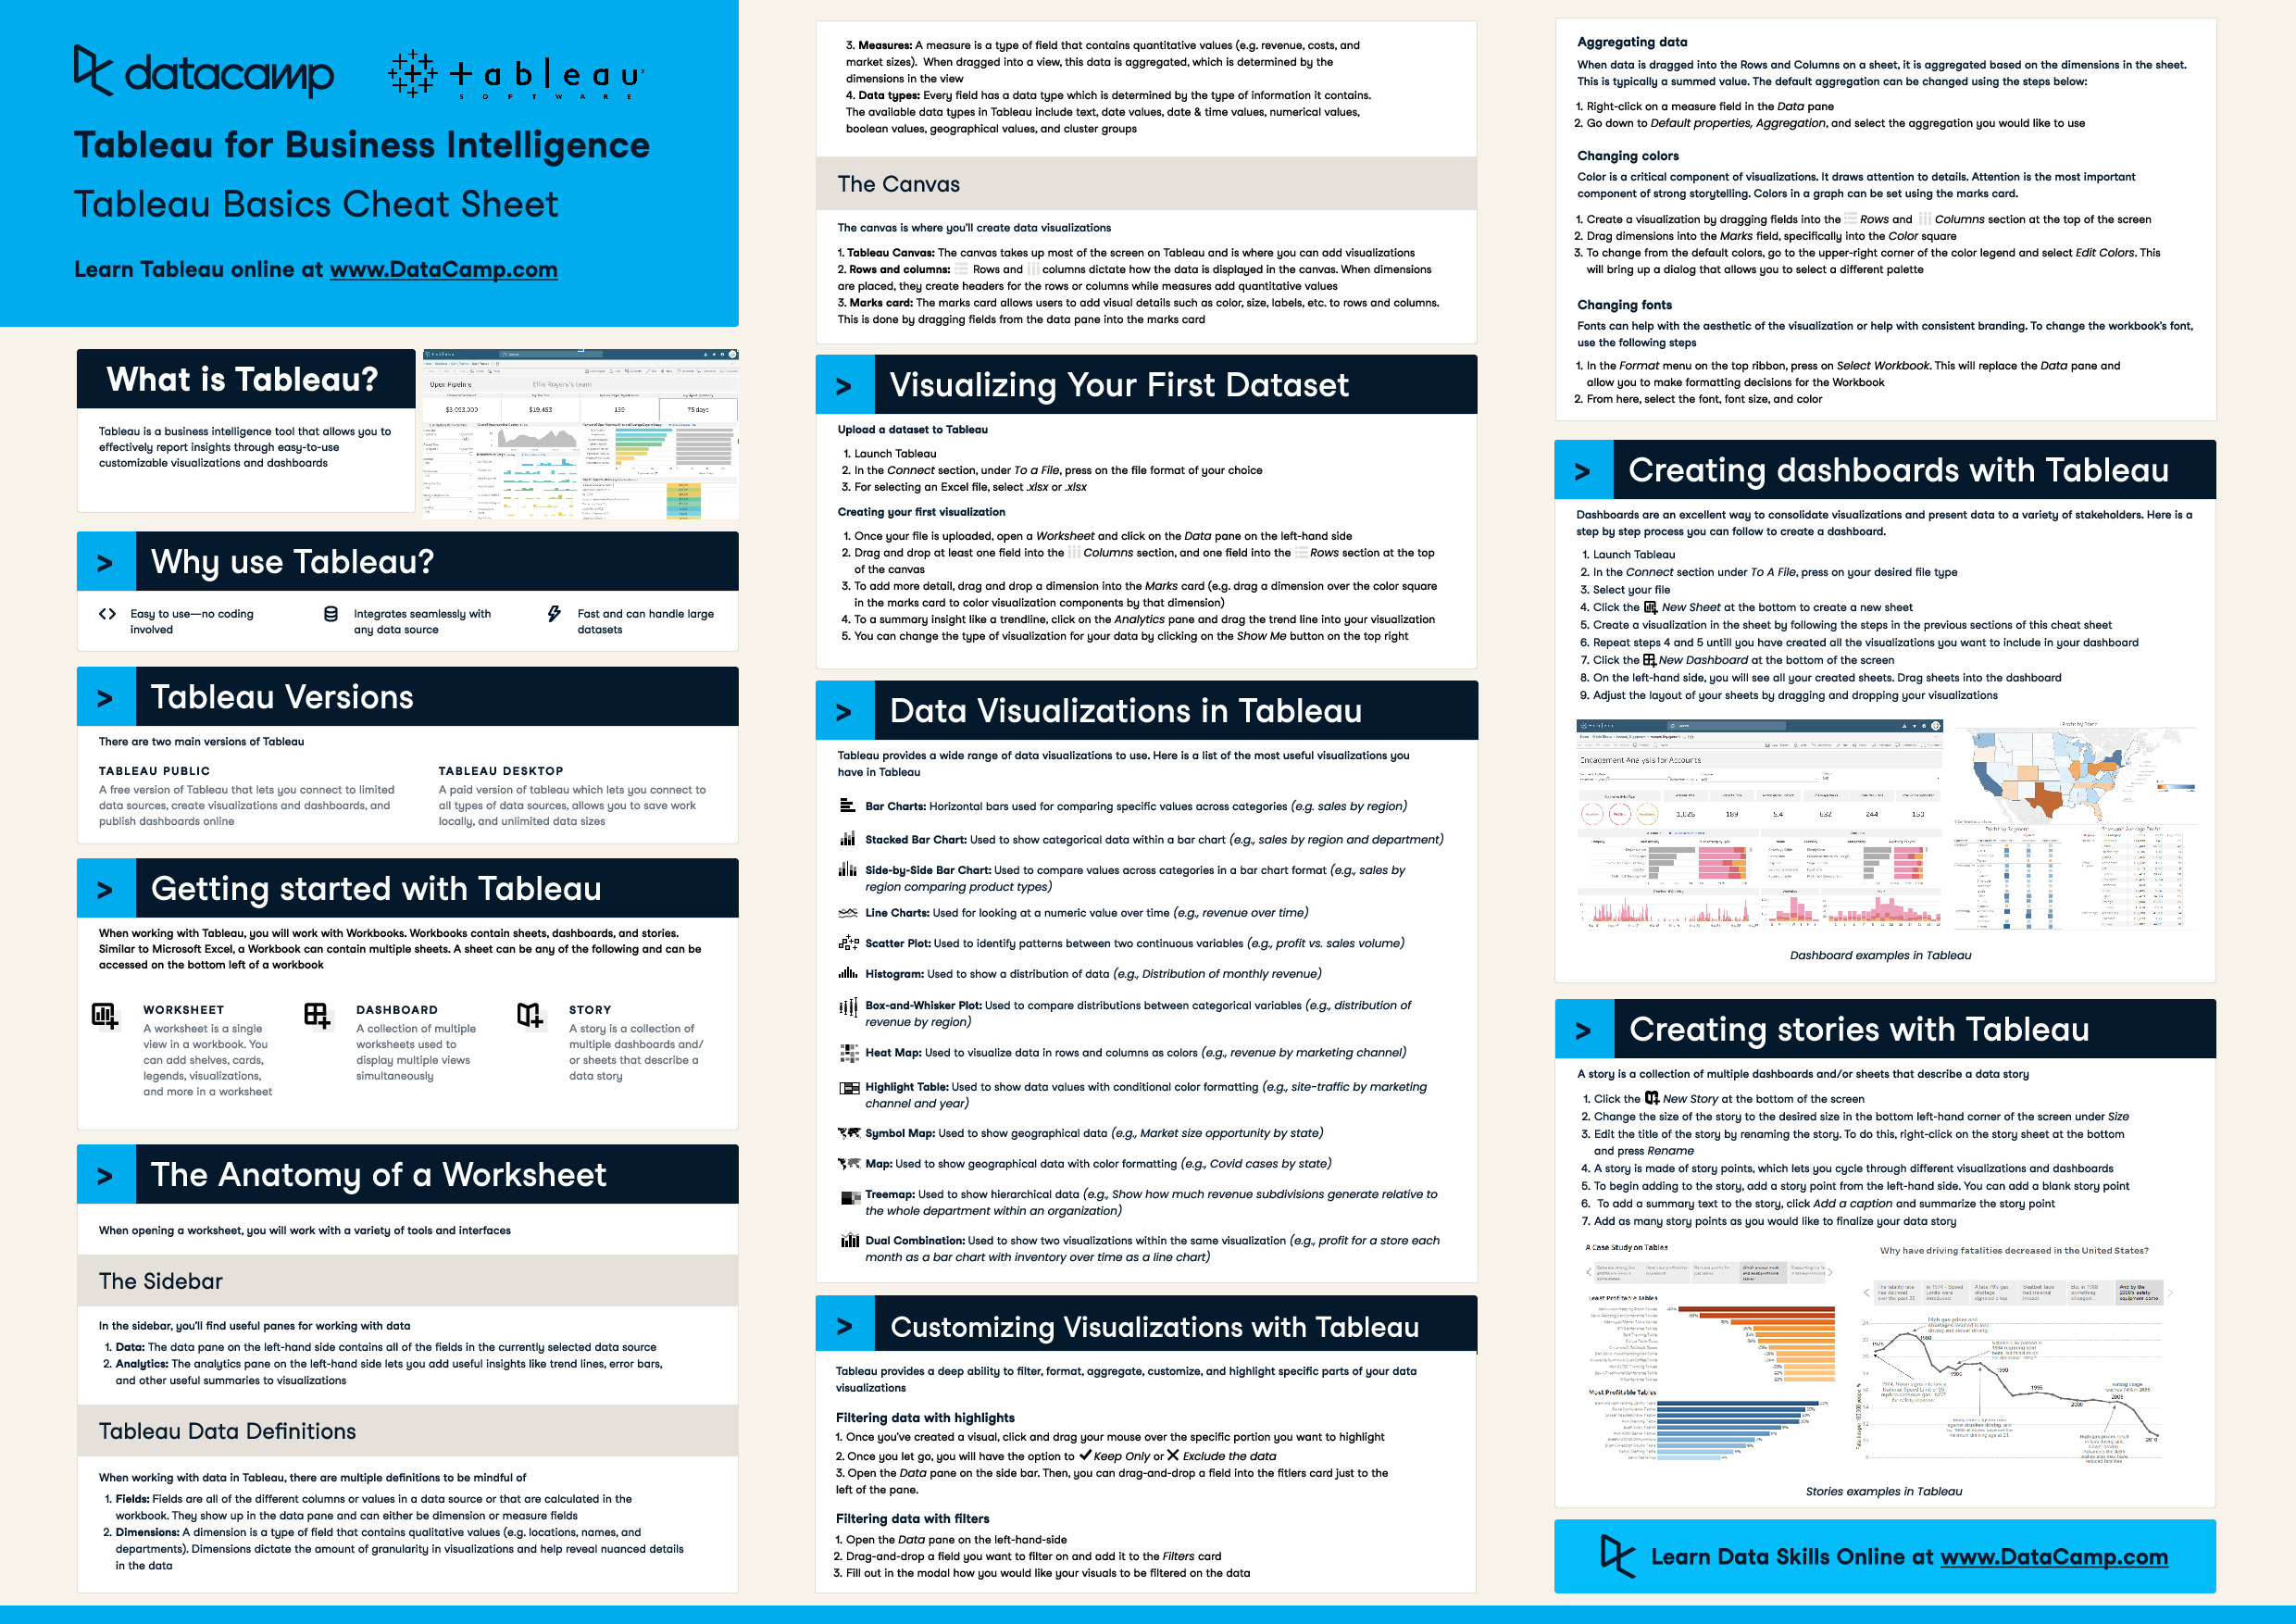 datacamp
+ableau
SOFTWARE
Tableau for Business Intelligence
Tableau Basics Cheat Sheet
Learn Tableau online at www.DataCamp.com
What is Tableau?
Tableau is a business intelligence tool that allows you to
effectively report insights through easy-to-use
customizable visualizations and dashboards
Open Pipeline
Ellie Rogers's team
$3,093,000
$19,453
159
75 days
> Why use Tableau?
Easy to use—no coding
involved
Integrates seamlessly with
any data source
Fast and can handle large
datasets
> Tableau Versions
There are two main versions of Tableau
TABLEAU PUBLIC
A free version of Tableau that lets you connect to limited
data sources, create visualizations and dashboards, and
publish dashboards online
TABLEAU DESKTOP
A paid version of tableau which lets you connect to
all types of data sources, allows you to save work
locally, and unlimited data sizes
> Getting started with Tableau
When working with Tableau, you will work with Workbooks. Workbooks contain sheets, dashboards, and stories.
Similar to Microsoft Excel, a Workbook can contain multiple sheets. A sheet can be any of the following and can be
accessed on the bottom left of a workbook
WORKSHEET
A worksheet is a single
view in a workbook. You
can add shelves, cards,
legends, visualizations,
and more in a worksheet
DASHBOARD
A collection of multiple
worksheets used to
display multiple views
simultaneously
STORY
A story is a collection of
multiple dashboards and/
or sheets that describe a
data story
> The Anatomy of a Worksheet
When opening a worksheet, you will work with a variety of tools and interfaces
The Sidebar
In the sidebar, you'll find useful panes for working with data
1. Data: The data pane on the left-hand side contains all of the fields in the currently selected data source
2. Analytics: The analytics pane on the left-hand side lets you add useful insights like trend lines, error bars,
and other useful summaries to visualizations
Tableau Data Definitions
When working with data in Tableau, there are multiple definitions to be mindful of
1. Fields: Fields are all of the different columns or values in a data source or that are calculated in the
workbook. They show up in the data pane and can either be dimension or measure fields
2. Dimensions: A dimension is a type of field that contains qualitative values (e.g. locations, names, and
departments). Dimensions dictate the amount of granularity in visualizations and help reveal nuanced details
in the data
3. Measures: A measure is a type of field that contains quantitative values (e.g. revenue, costs, and
market sizes). When dragged into a view, this data is aggregated, which is determined by the
dimensions in the view
4. Data types: Every field has a data type which is determined by the type of information it contains.
The available data types in Tableau include text, date values, date & time values, numerical values,
boolean values, geographical values, and cluster groups
The Canvas
The canvas is where you'll create data visualizations
1. Tableau Canvas: The canvas takes up most of the screen on Tableau and is where you can add visualizations
2. Rows and columns: Rows and columns dictate how the data is displayed in the canvas. When dimensions
are placed, they create headers for the rows or columns while measures add quantitative values
3. Marks card: The marks card allows users to add visual details such as color, size, labels, etc. to rows and columns.
This is done by dragging fields from the data pane into the marks card
> Visualizing Your First Dataset
Upload a dataset to Tableau
1. Launch Tableau
2. In the Connect section, under To a File, press on the file format of your choice
3. For selecting an Excel file, select .xlsx or .xlsx
Creating your first visualization
1. Once your file is uploaded, open a Worksheet and click on the Data pane on the left-hand side
2. Drag and drop at least one field into the Columns section, and one field into the Rows section at the top
of the canvas
3. To add more detail, drag and drop a dimension into the Marks card (e.g. drag a dimension over the color square
in the marks card to color visualization components by that dimension)
4. To a summary insight like a trendline, click on the Analytics pane and drag the trend line into your visualization
5. You can change the type of visualization for your data by clicking on the Show Me button on the top right
> Data Visualizations in Tableau
Tableau provides a wide range of data visualizations to use. Here is a list of the most useful visualizations you
have in Tableau
Bar Charts: Horizontal bars used for comparing specific values across categories (e.g. sales by region)
Stacked Bar Chart: Used to show categorical data within a bar chart (e.g., sales by region and department)
Side-by-Side Bar Chart: Used to compare values across categories in a bar chart format (e.g., sales by
region comparing product types)
Line Charts: Used for looking at a numeric value over time (e.g., revenue over time)
Scatter Plot: Used to identify patterns between two continuous variables (e.g., profit vs. sales volume)
Histogram: Used to show a distribution of data (e.g., Distribution of monthly revenue)
Box-and-Whisker Plot: Used to compare distributions between categorical variables (e.g., distribution of
revenue by region)
Heat Map: Used to visualize data in rows and columns as colors (e.g., revenue by marketing channel)
Highlight Table: Used to show data values with conditional color formatting (e.g., site-traffic by marketing
channel and year)
Symbol Map: Used to show geographical data (e.g., Market size opportunity by state)
Map: Used to show geographical data with color formatting (e.g., Covid cases by state)
Treemap: Used to show hierarchical data (e.g., Show how much revenue subdivisions generate relative to
the whole department within an organization)
Dual Combination: Used to show two visualizations within the same visualization (e.g., profit for a store each
month as a bar chart with inventory over time as a line chart)
> Customizing Visualizations with Tableau
Tableau provides a deep ability to filter, format, aggregate, customize, and highlight specific parts of your data
visualizations
Filtering data with highlights
1. Once you've created a visual, click and drag your mouse over the specific portion you want to highlight
2. Once you let go, you will have the option to Keep Only or Exclude the data
3. Open the Data pane on the side bar. Then, you can drag-and-drop a field into the fitlers card just to the
left of the pane.
Filtering data with filters
1. Open the Data pane on the left-hand-side
2. Drag-and-drop a field you want to filter on and add it to the Filters card
3. Fill out in the modal how you would like your visuals to be filtered on the data
Aggregating data
When data is dragged into the Rows and Columns on a sheet, it is aggregated based on the dimensions in the sheet.
This is typically a summed value. The default aggregation can be changed using the steps below:
1. Right-click on a measure field in the Data pane
2. Go down to Default properties, Aggregation, and select the aggregation you would like to use
Changing colors
Color is a critical component of visualizations. It draws attention to details. Attention is the most important
component of strong storytelling. Colors in a graph can be set using the marks card.
1. Create a visualization by dragging fields into the Rows and Columns section at the top of the screen
2. Drag dimensions into the Marks field, specifically into the Color square
3. To change from the default colors, go to the upper-right corner of the color legend and select Edit Colors. This
will bring up a dialog that allows you to select a different palette
Changing fonts
Fonts can help with the aesthetic of the visualization or help with consistent branding. To change the workbook's font,
use the following steps
1. In the Format menu on the top ribbon, press on Select Workbook. This will replace the Data pane and
allow you to make formatting decisions for the Workbook
2. From here, select the font, font size, and color
> Creating dashboards with Tableau
Dashboards are an excellent way to consolidate visualizations and present data to a variety of stakeholders. Here is a
step by step process you can follow to create a dashboard.
1. Launch Tableau
2. In the Connect section under To A File, press on your desired file type
3. Select your file
4. Click the New Sheet at the bottom to create a new sheet
5. Create a visualization in the sheet by following the steps in the previous sections of this cheat sheet
6. Repeat steps 4 and 5 untill you have created all the visualizations you want to include in your dashboard
7. Click the New Dashboard at the bottom of the screen
8. On the left-hand side, you will see all your created sheets. Drag sheets into the dashboard
9. Adjust the layout of your sheets by dragging and dropping your visualizations
Engagement Analysis for Accounts
1,026
189
5.4
632
244
150
Profit by State
Profit by Segment
Dashboard examples in Tableau
> Creating stories with Tableau
A story is a collection of multiple dashboards and/or sheets that describe a data story
1. Click the New Story at the bottom of the screen
2. Change the size of the story to the desired size in the bottom left-hand corner of the screen under Size
3. Edit the title of the story by renaming the story. To do this, right-click on the story sheet at the bottom
and press Rename
4. A story is made of story points, which lets you cycle through different visualizations and dashboards
5. To begin adding to the story, add a story point from the left-hand side. You can add a blank story point
6. To add a summary text to the story, click Add a caption and summarize the story point
7. Add as many story points as you would like to finalize your data story
A Case Study on Tables
Least Profitable Tables
Most Profitable Tables
Why have driving fatalities decreased in the United States?
1990
1995
2000
2005
2010
Stories examples in Tableau
Learn Data Skills Online at www.DataCamp.com